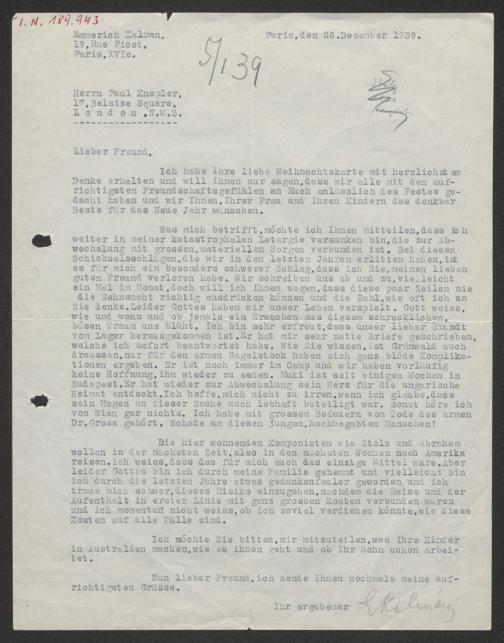 I.N. 189.943
Emmerich Kalman,
19,Rue Picot,
Paris,XVIe.
Paris,den 26.Dezember 1939.
5/1 39
Herrn Paul Knepler,
17,Belsize Square,
L o n d o n ,N.W.3.
Lieber Freund,
Ich habe Ihre liebe Weihnachtskarte mit herzlichstem
Danke erhalten und will Ihnen nur sagen,dass wir alle mit den auf-
richtigsten Freundschaftsgefühlen an Euch anlässlich des Festes ge-
dacht haben und wir Ihnen,Ihrer Frau und Ihren Kindern das denkbar
Beste für das Neue Jahr wünschen.
Was mich betrifft,möchte ich Ihnen mitteilen,dass ich
weiter in meiner katastrophalen Letargie versunken bin,die zur Ab-
wechslung mit grossen,materiellen Sorgen verbunden ist. Bei diesen
Schicksalsschlägen,die wir in den letzten Jahren erlitten haben,ist
es für mich ein besonders schwerer Schlag,dass ich Sie,meinen lieben
guten Freund verloren habe. Wir schreiben uns ab und zu,vielleicht
ein Mal im Monat,doch will ich Ihnen sagen,dass diese paar Zeilen nie
die Sehnsucht richtig ausdrücken können und die Zahl,wie oft ich an
Sie denke.Leider Gottes haben wir unser Leben verspielt. Gott weiss,
wie und wann und ob jemals ein Erwachen aus diesem schrecklichen,
bösen Traum uns blüht. Ich bin sehr erfreut,dass unser lieber Brandt
vom Lager herausgekommen ist.Er hat mir sehr nette Briefe geschrieben,
welche ich sofort beantwortet habe. Wie Sie wissen,ist Grünwald auch
draussen,nur für den armen Nagelstock haben sich ganz blöde Komplika-
tionen ergeben. Er ist noch immer im Camp und wir haben vorläufig
keine Hoffnung,ihn wieder zu sehen. Muki ist seit einigen Wochen in
Budapest.Er hat wieder zur Abwechslung sein Herz für die ungarische
Heimat entdeckt.Ich hoffe,mich nicht zu irren,wenn ich glaube,dass
sein Magen an dieser Sache auch lebhaft beteiligt war. Sonst höre ich
von Wien gar nichts. Ich habe mit grossem Bedauern vom Tode des armen
Dr.Gross gehört. Schade um diesen jungen,hochbegabten Menschen!
Die hier wohnenden Komponisten wie Stolz und Abraham
wollen in der nächsten Zeit,also in den nächsten Wochen nach Amerika
reisen.Ich weiss,dass das für mich auch das einzige Mittel wäre.Aber
leider Gottes bin ich durch meine Familie gehemmt und vielleicht bin
ich durch die letzten Jahre etwas gedankenfauler geworden und ich
traue mich schwer,dieses Risiko einzugehen,nachdem die Reise und der
Aufenthalt in erster Linie mit ganz grossen Kosten verbunden wären
und ich momentan nicht weiss,ob ich soviel verdienen könnte,wie diese
Kosten auf alle Fälle sind.
Ich möchte Sie bitten,mir mitzuteilen,was Ihre Kinder
in Australien machen,wie es ihnen geht und ob Ihr Sohn schon arbei-
tet.
Nun lieber Freund,ich sende Ihnen nochmals meine auf-
richtigsten Grüsse.
Ihr ergebener EKálmán